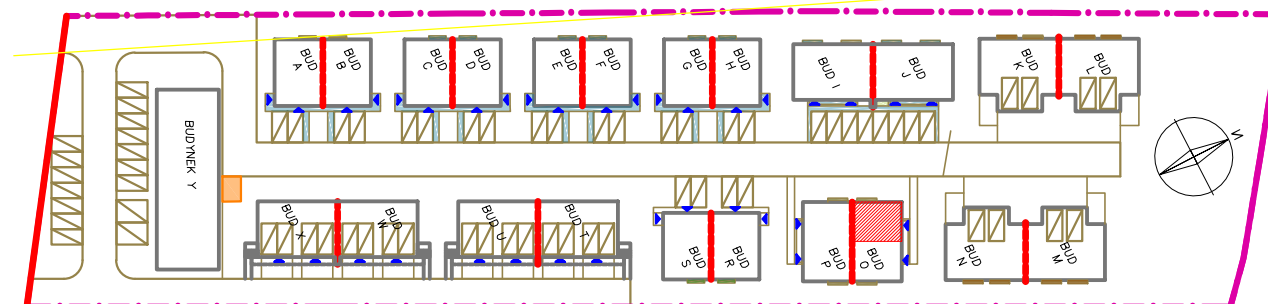 BUD A
BUD B
BUD C
BUD D
BUD E
BUD F
BUD G
BUD H
BUD I
BUD J
BUD K
BUD L
N
BUDYNEK Y
BUD X
BUD W
BUD U
BUD T
BUD S
BUD R
BUD P
BUD O
BUD N
BUD M